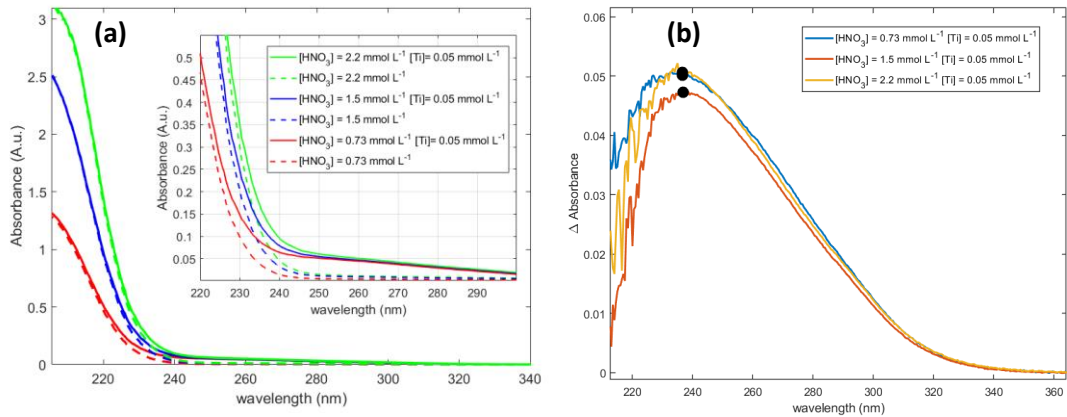 (a)
3
2.5
2
1.5
1
0.5
0
Absorbance (A.u.)
220 240 260 280 300 320 340
wavelength (nm)
0.5
0.45
0.4
0.35
0.3
0.25
0.2
0.15
0.1
0.05
Absorbance (A.u.)
220 230 240 250 260 270 280 290
wavelength (nm)
[HNO₃] = 2.2 mmol L⁻¹ [Ti]= 0.05 mmol L⁻¹
[HNO₃] = 2.2 mmol L⁻¹
[HNO₃] = 1.5 mmol L⁻¹ [Ti]= 0.05 mmol L⁻¹
[HNO₃] = 1.5 mmol L⁻¹
[HNO₃] = 0.73 mmol L⁻¹ [Ti]= 0.05 mmol L⁻¹
[HNO₃] = 0.73 mmol L⁻¹
(b)
0.06
0.05
0.04
0.03
0.02
0.01
0
Δ Absorbance
220 240 260 280 300 320 340 360
wavelength (nm)
[HNO₃] = 0.73 mmol L⁻¹ [Ti] = 0.05 mmol L⁻¹
[HNO₃] = 1.5 mmol L⁻¹ [Ti] = 0.05 mmol L⁻¹
[HNO₃] = 2.2 mmol L⁻¹ [Ti] = 0.05 mmol L⁻¹